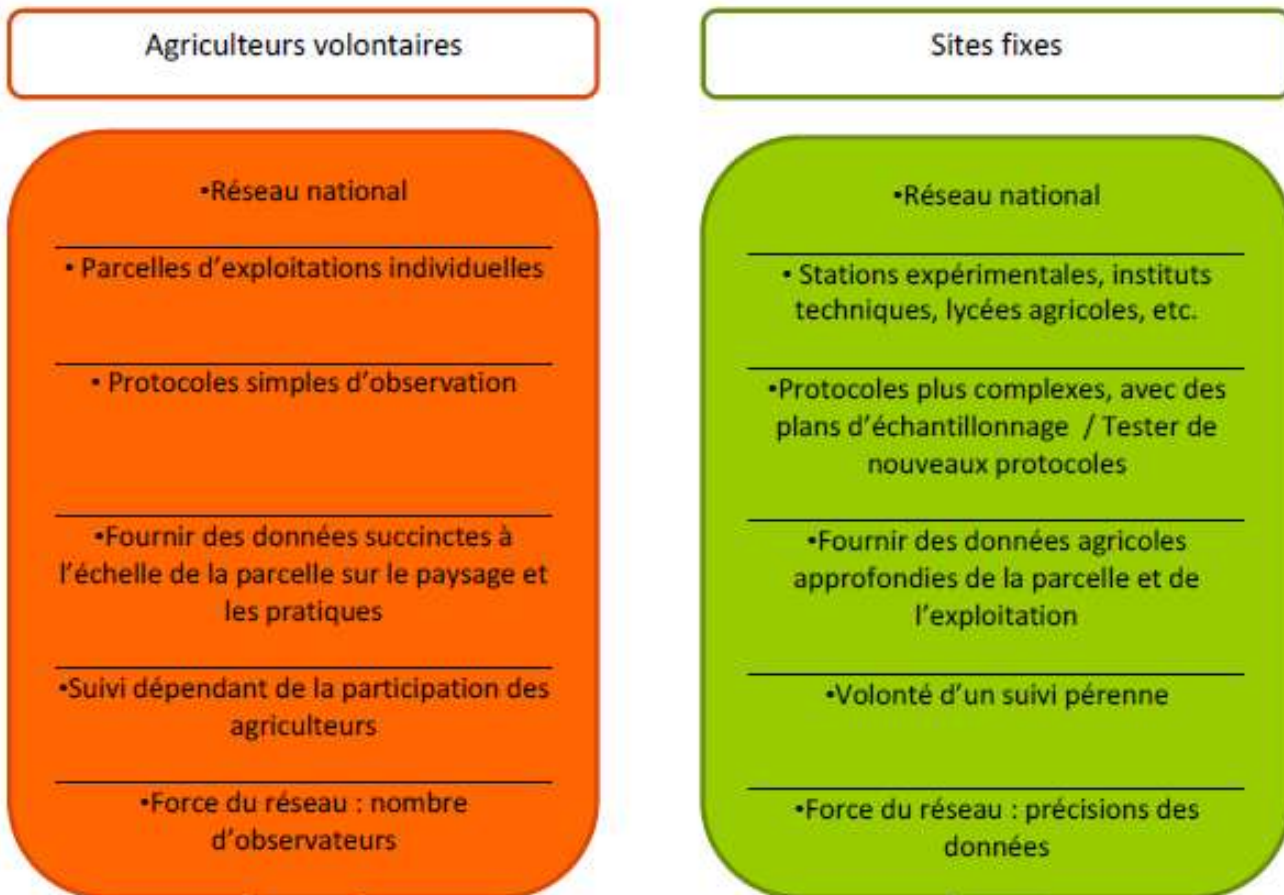 Agriculteurs volontaires
•Réseau national
• Parcelles d’exploitations individuelles
• Protocoles simples d’observation
•Fournir des données succinctes à
l’échelle de la parcelle sur le paysage et
les pratiques
•Suivi dépendant de la participation des
agriculteurs
•Force du réseau : nombre
d’observateurs
Sites fixes
•Réseau national
• Stations expérimentales, instituts
techniques, lycées agricoles, etc.
•Protocoles plus complexes, avec des
plans d’échantillonnage / Tester de
nouveaux protocoles
•Fournir des données agricoles
approfondies de la parcelle et de
l’exploitation
•Volonté d’un suivi pérenne
•Force du réseau : précisions des
données